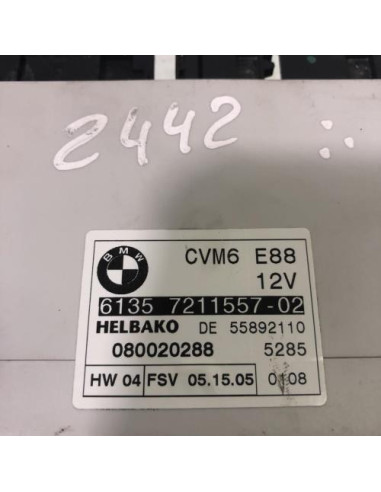 2442
BMW
CVM6 E88
12V
6135 7211557-02
HELBAKO DE 55892110
080020288 5285
HW 04 FSV 05.15.05 0108